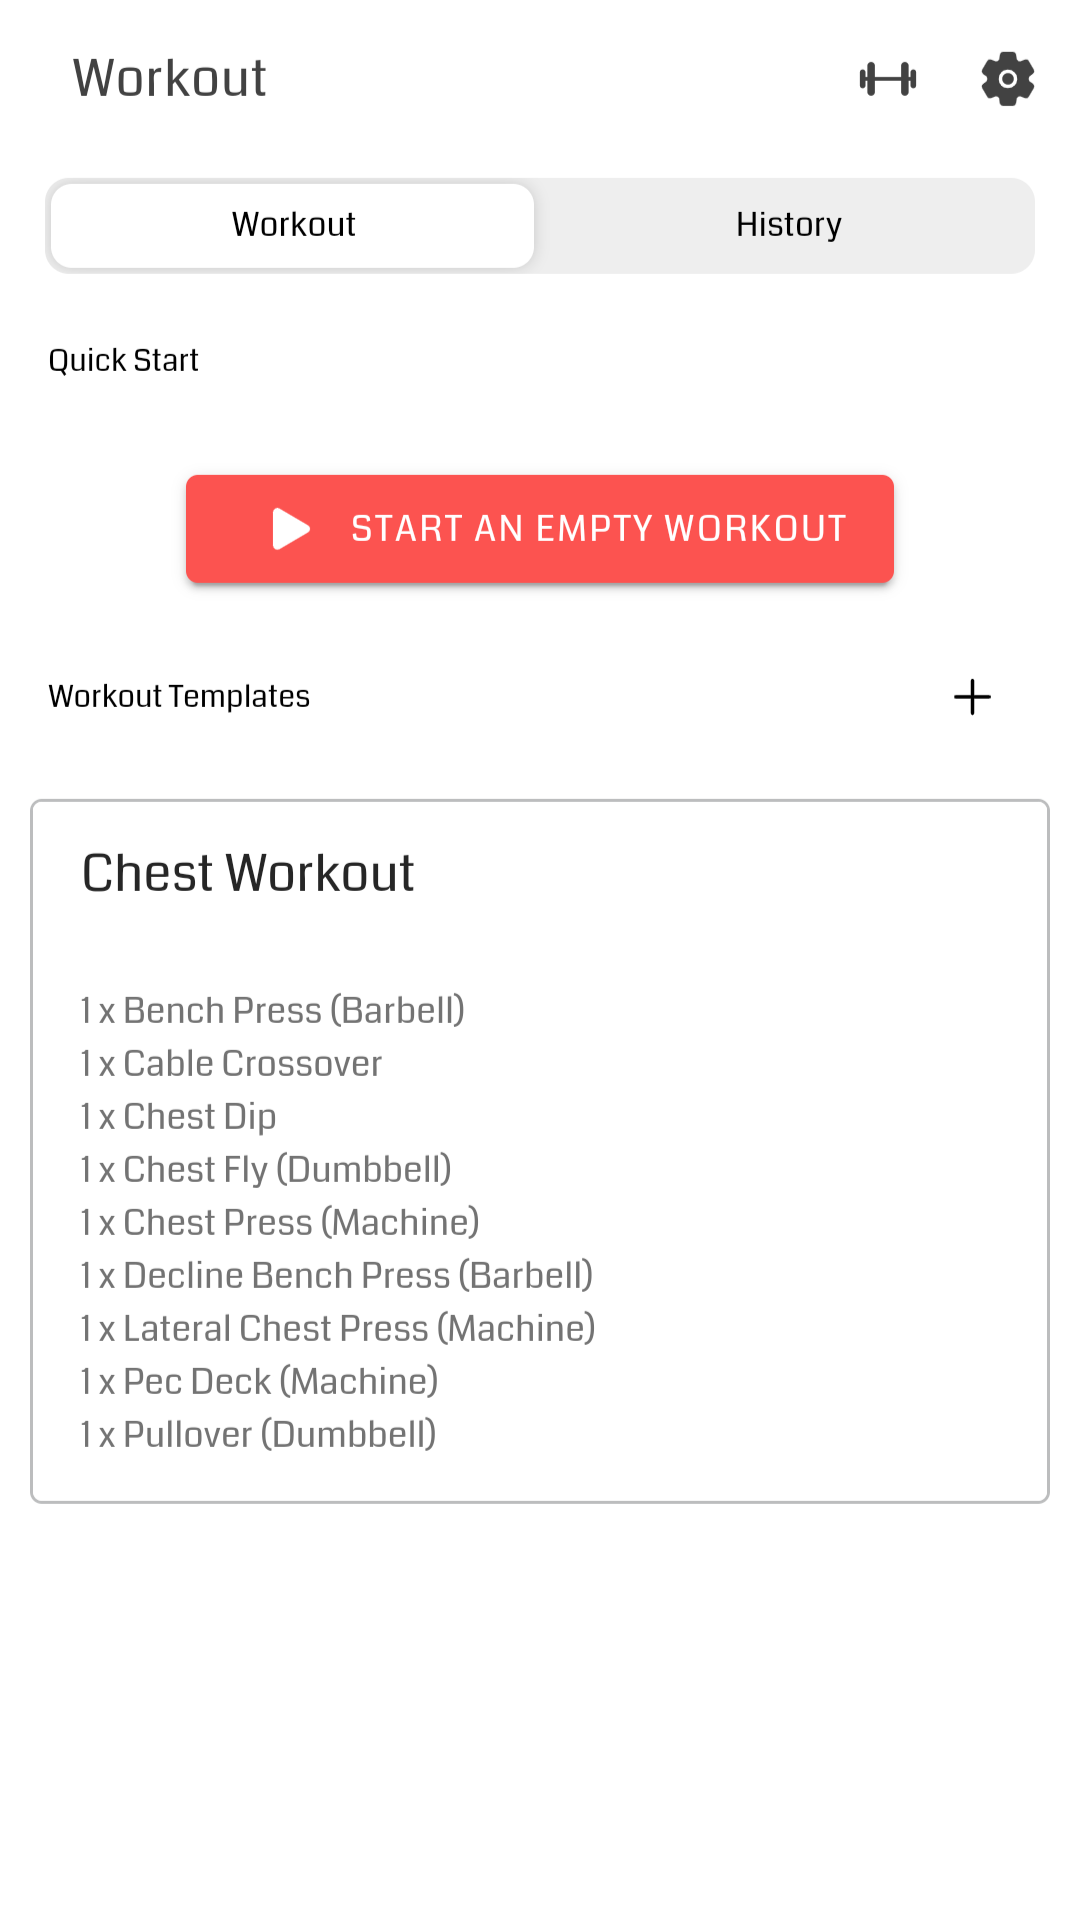 Workout
Workout
History
Quick Start
START AN EMPTY WORKOUT
Workout Templates
Chest Workout
1 x Bench Press (Barbell)
1 x Cable Crossover
1 x Chest Dip
1 x Chest Fly (Dumbbell)
1 x Chest Press (Machine)
1 x Decline Bench Press (Barbell)
1 x Lateral Chest Press (Machine)
1 x Pec Deck (Machine)
1 x Pullover (Dumbbell)